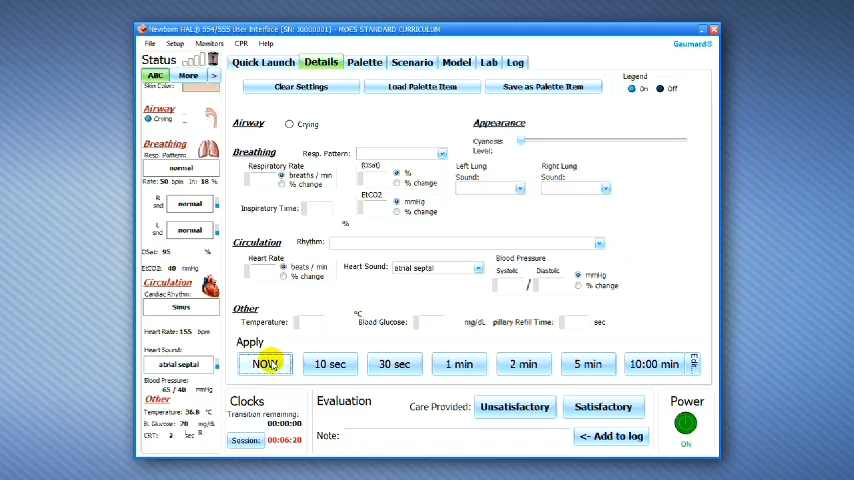 Newborn HAL® 554/555 User Interface (SN: J0000001) - MOES STANDARD CURRICULUM
File Setup Monitors CPR Help
Gaumard®
Status
Quick Launch Details Palette Scenario Model Lab Log
ABC More >
Legend
On Off
Clear Settings Load Palette Item Save as Palette Item
Skin Color:
Airway
Crying
Airway Crying
Appearance
Cyanosis
Level:
Breathing
Resp. Pattern:
normal
Rate: 50 bpm In: 18 %
R
snd normal
L
snd normal
OSat: 95 %
EtCO2: 40 mmHg
Breathing Resp. Pattern:
Respiratory Rate
breaths / min
% change
Inspiratory Time:
%
OSat
%
% change
EtCO2
mmHg
% change
Left Lung
Sound:
Right Lung
Sound:
Circulation
Cardiac Rhythm:
Sinus
Heart Rate: 155 bpm
Heart Sound:
atrial septal
Blood Pressure:
65 / 40 mmHg
Circulation Rhythm:
Heart Rate
beats / min
% change
Heart Sound: atrial septal
Blood Pressure
Systolic Diastolic
/
mmHg
% change
Other
Temperature: 36.8 °C
B. Glucose: 70 mg/dL
CRT: 2 sec L R
Other
Temperature: °C
Blood Glucose: mg/dL
pillary Refill Time: sec
Apply
NOW 10 sec 30 sec 1 min 2 min 5 min 10:00 min Edit...
Clocks
Transition remaining:
00:00:00
Session: 00:06:20
Evaluation
Care Provided: Unsatisfactory Satisfactory
Note: <- Add to log
Power
ON